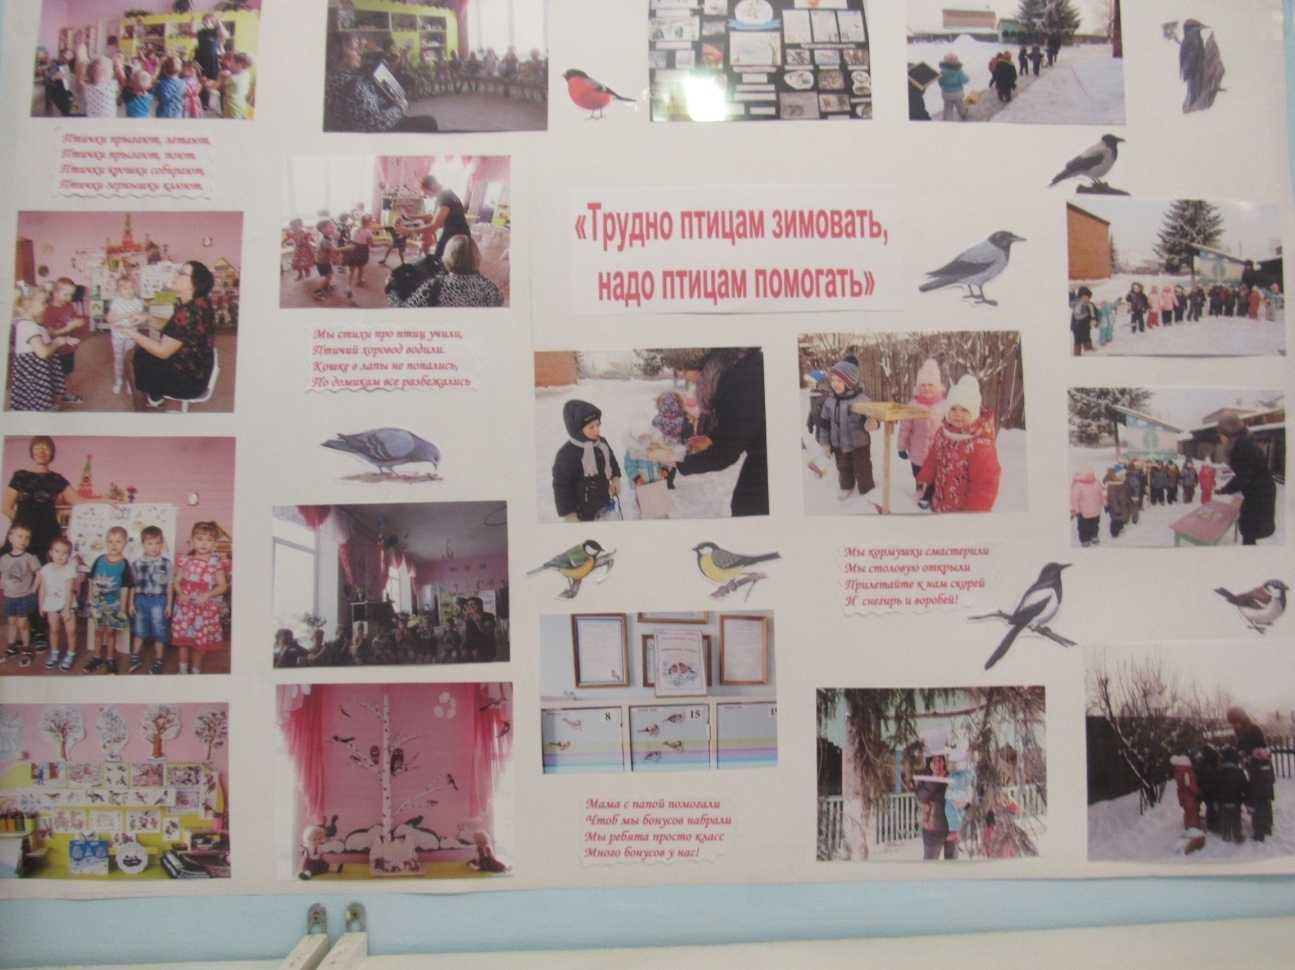 Птички прыгают, летают,
Птички прыгают, поют.
Птички крошки собирают,
Птички зернышки клюют.
«Трудно птицам зимовать,
надо птицам помогать»
Мы стихи про птиц учили,
Птичий хоровод водили.
Кошке в лапы не попались,
По домикам все разбежались
Мы кормушки смастерили
Мы столовую открыли
Прилетайте к нам скорей
И снегирь и воробей!
8
15
19
Мама с папой помогали
Чтоб мы бонусов набрали
Мы ребята просто класс
Много бонусов у нас!